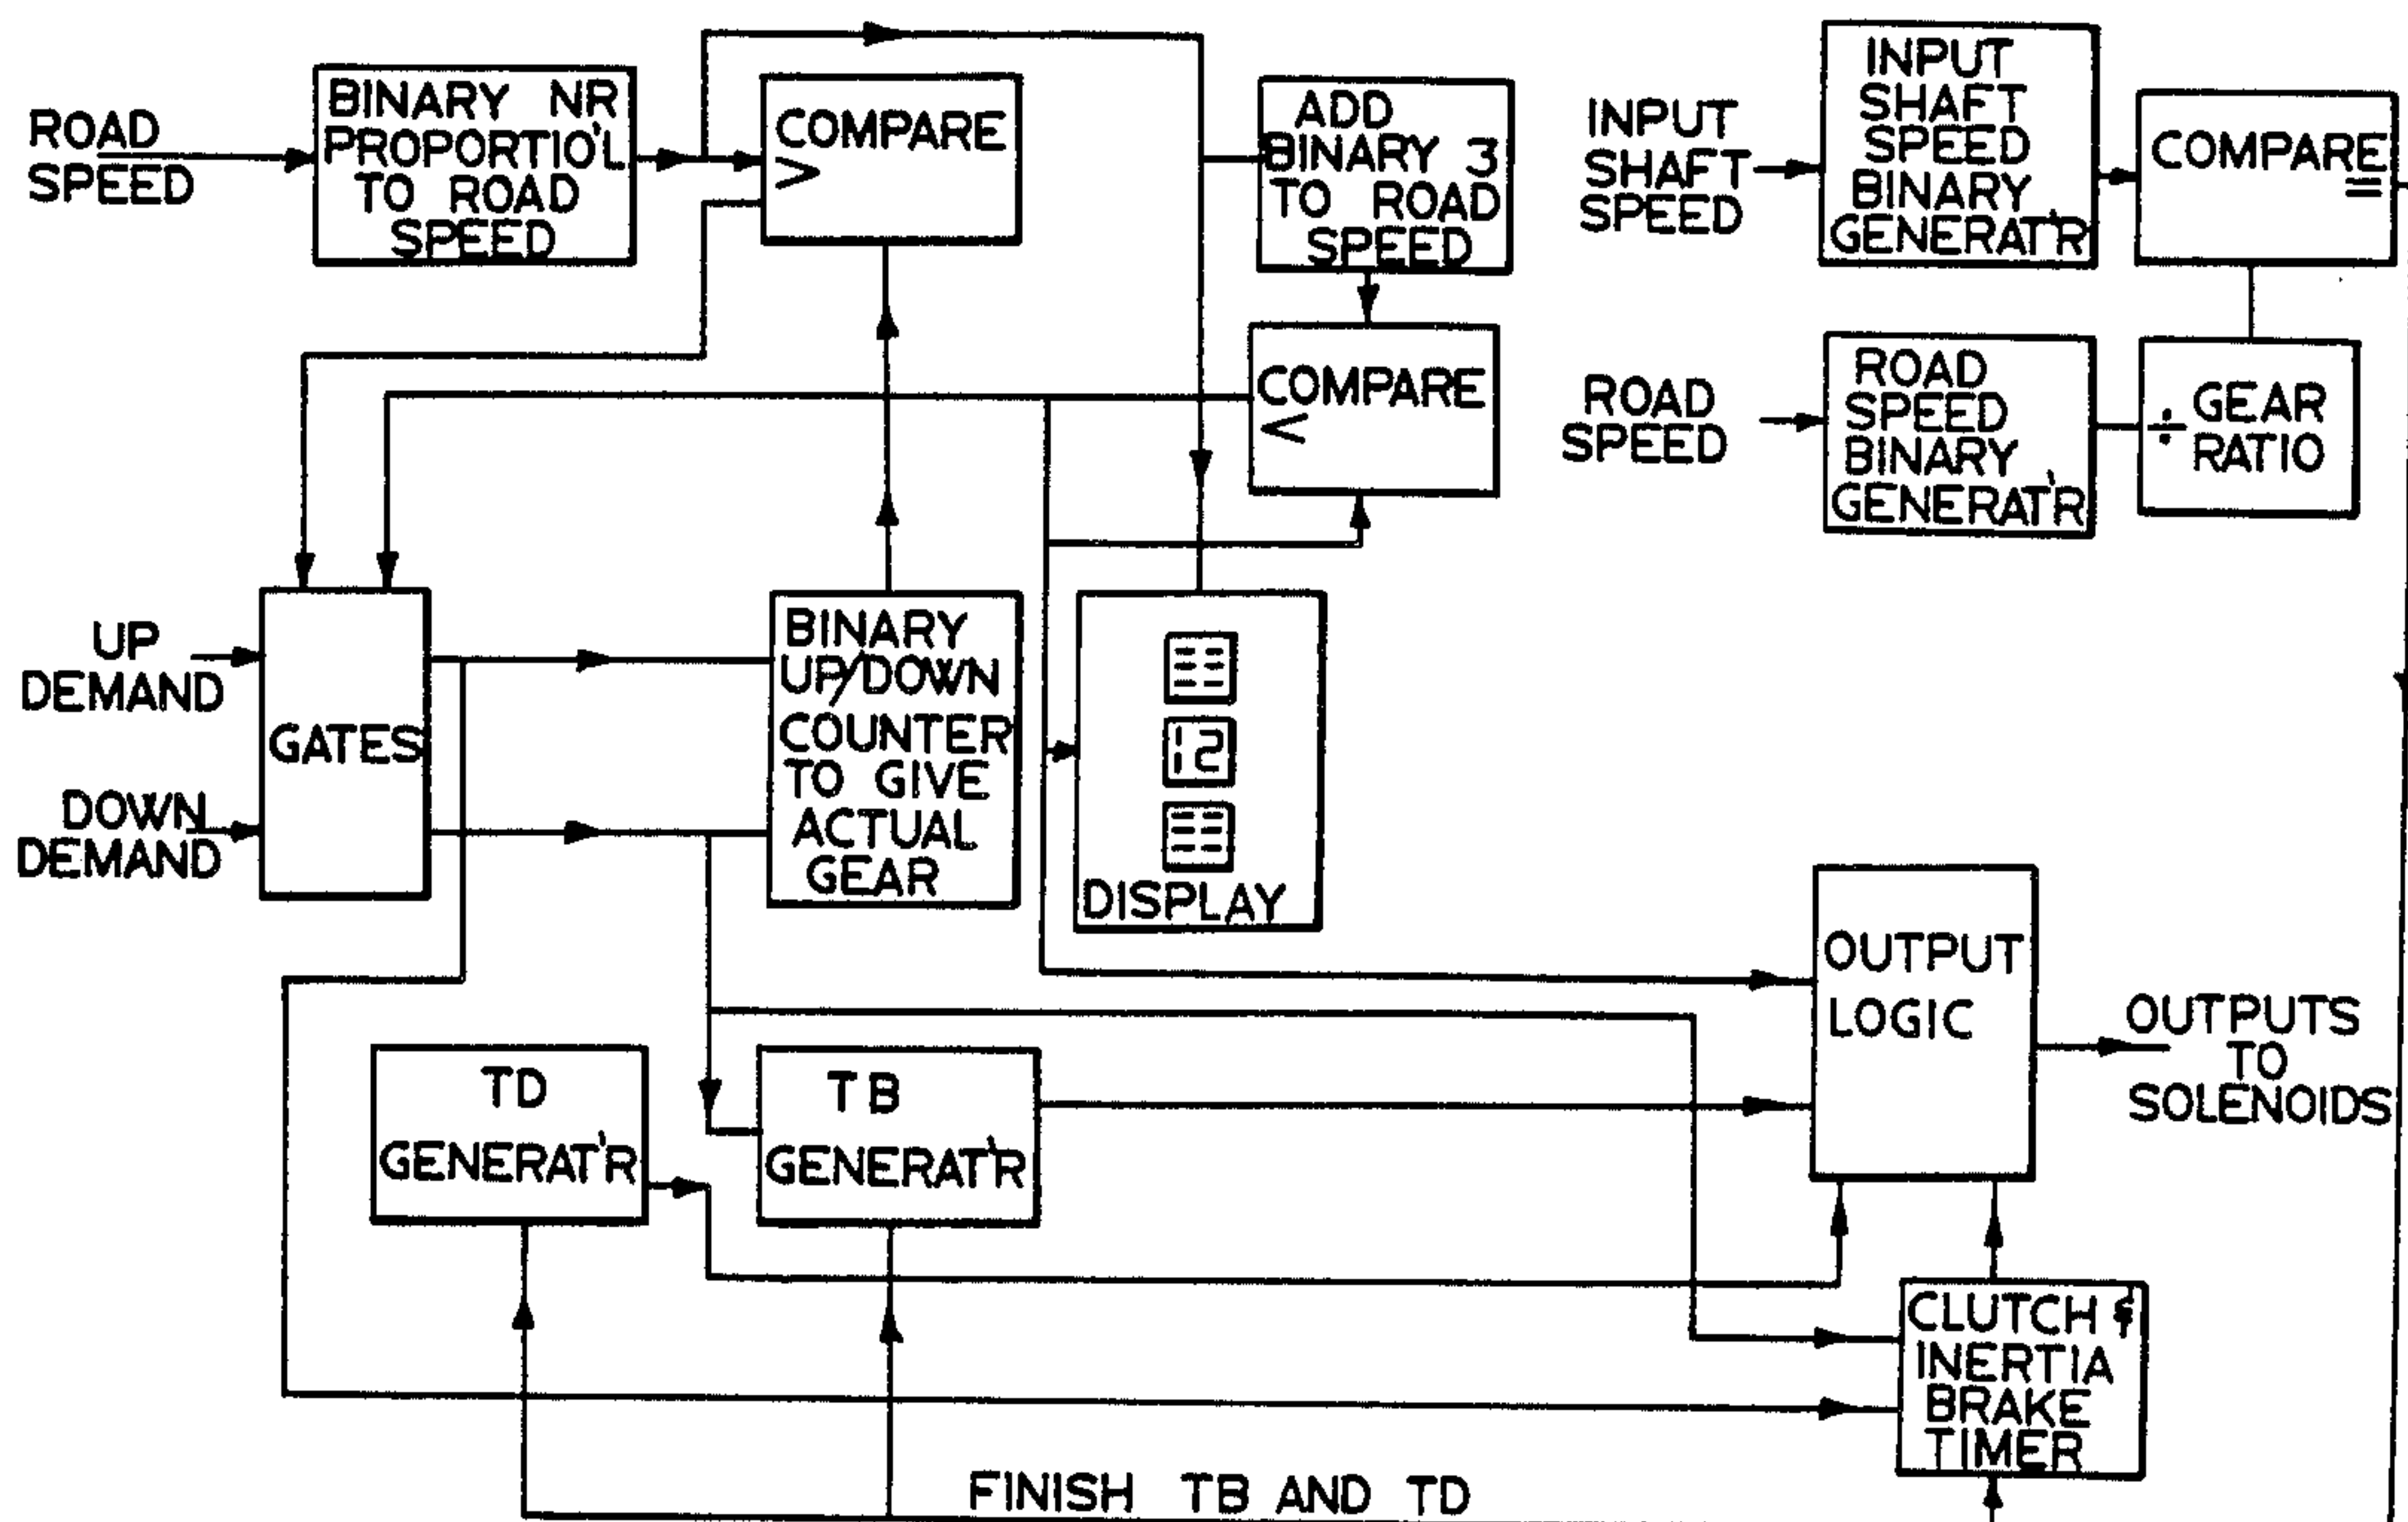 ROAD
SPEED
BINARY NR
PROPORTIO'L
TO ROAD
SPEED
COMPARE
>
ADD
BINARY 3
TO ROAD
SPEED
INPUT
SHAFT
SPEED
INPUT
SHAFT
SPEED
BINARY
GENERAT'R
COMPARE
=
COMPARE
<
ROAD
SPEED
ROAD
SPEED
BINARY
GENERAT'R
÷ GEAR
RATIO
UP
DEMAND
DOWN
DEMAND
GATES
BINARY
UP/DOWN
COUNTER
TO GIVE
ACTUAL
GEAR
12
DISPLAY
OUTPUT
LOGIC
OUTPUTS
TO
SOLENOIDS
TD
GENERAT'R
TB
GENERAT'R
CLUTCH &
INERTIA
BRAKE
TIMER
FINISH TB AND TD